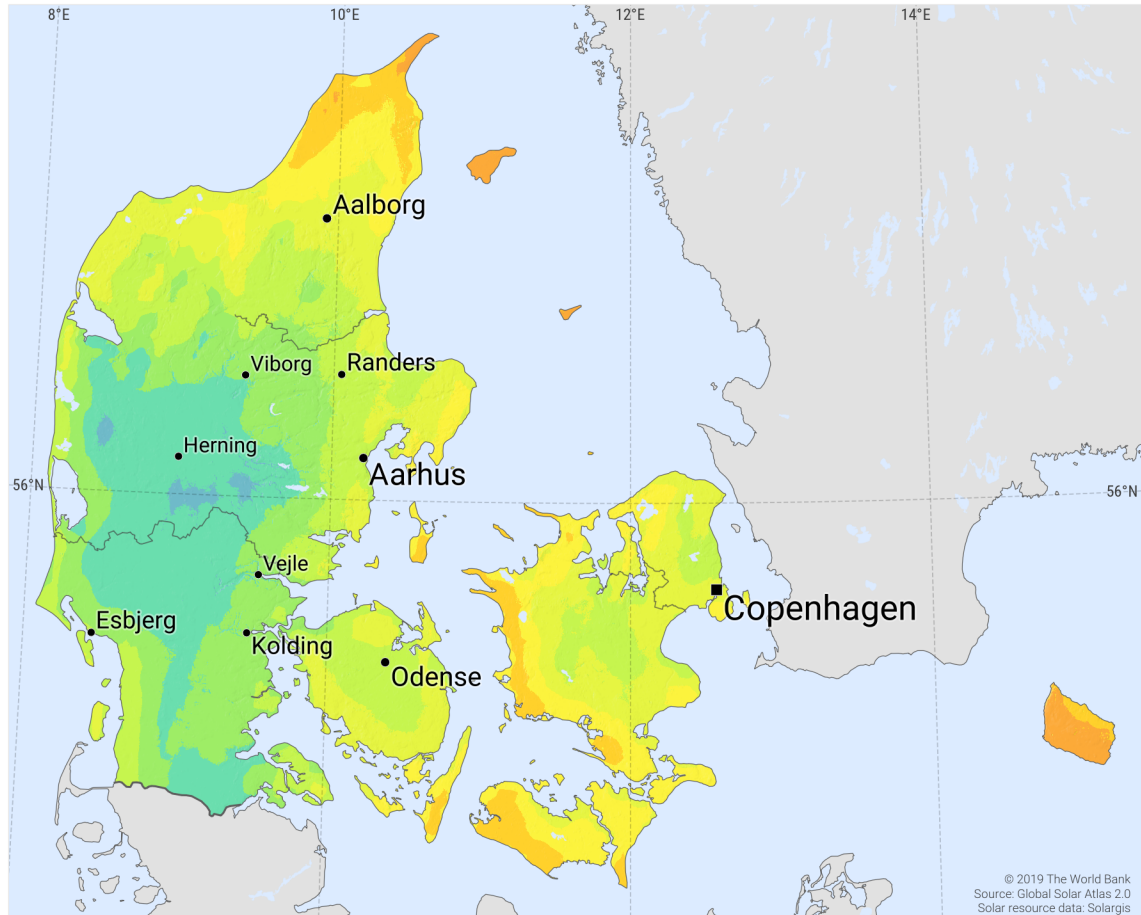 8°E
10°E
12°E
14°E
Aalborg
Viborg
Randers
Herning
Aarhus
56°N
56°N
Vejle
Esbjerg
Kolding
Copenhagen
Odense
© 2019 The World Bank
Source: Global Solar Atlas 2.0
Solar resource data: Solargis